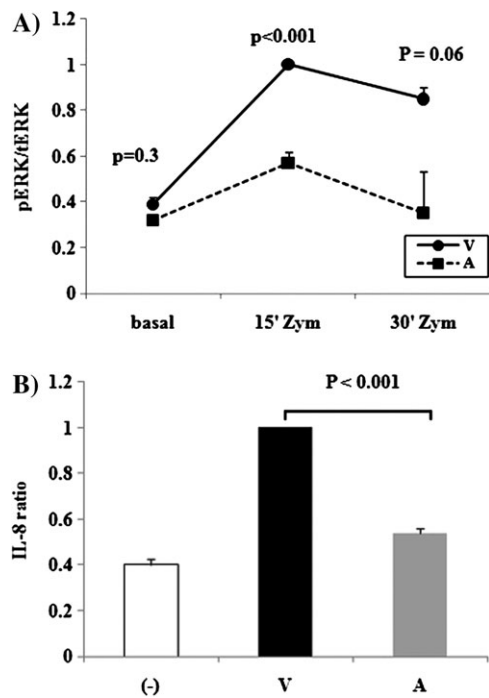 A)
p<0.001
P = 0.06
p=0.3
pERK/tERK
1.2
1
0.8
0.6
0.4
0.2
0
V
A
basal 15' Zym 30' Zym
B)
P < 0.001
IL-8 ratio
1.2
1
0.8
0.6
0.4
0.2
0
(-) V A